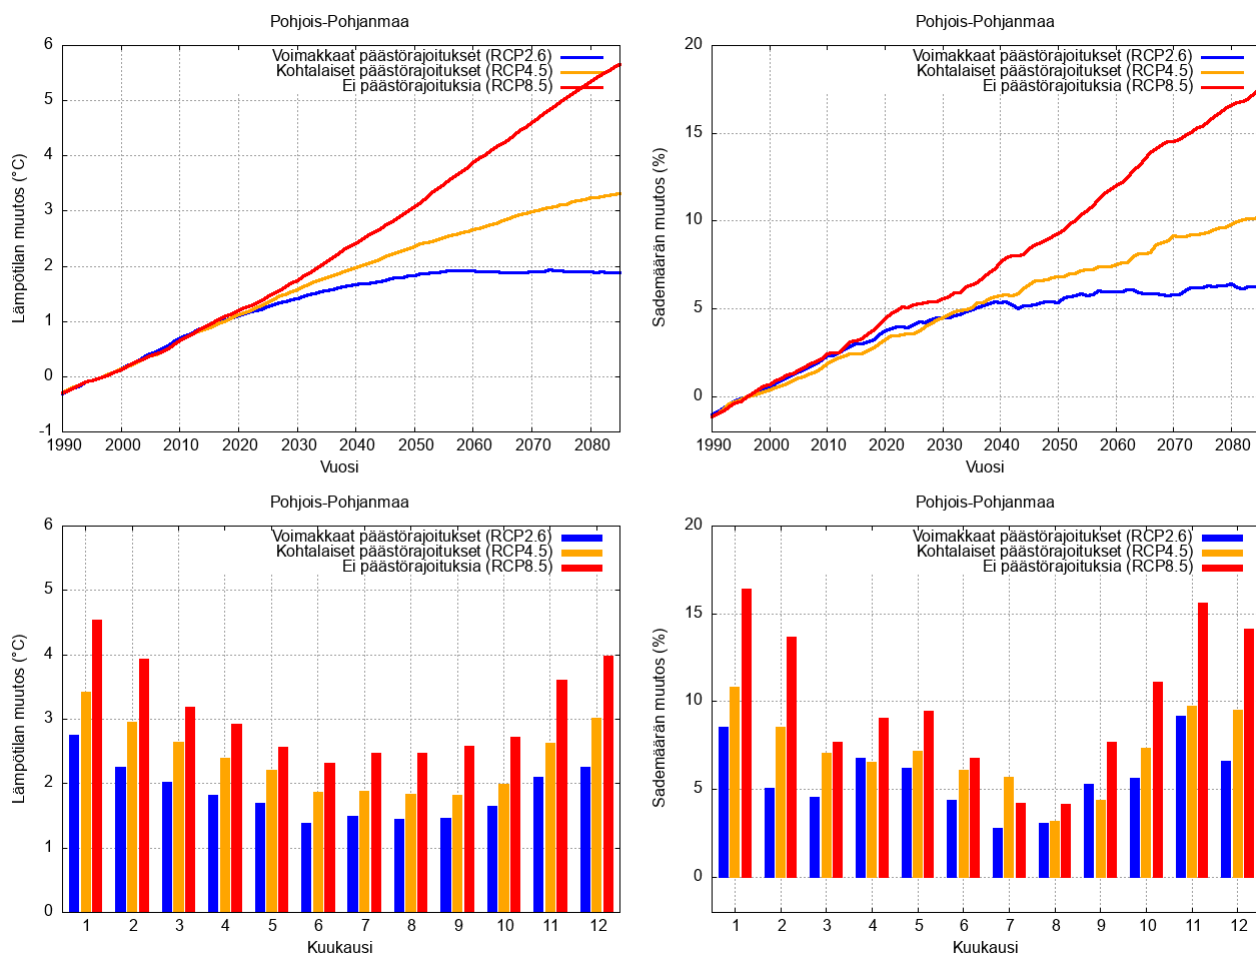 Pohjois-Pohjanmaa
Voimakkaat päästörajoitukset (RCP2.6)
Kohtalaiset päästörajoitukset (RCP4.5)
Ei päästörajoituksia (RCP8.5)
Lämpötilan muutos (°C)
6
5
4
3
2
1
0
-1
1990 2000 2010 2020 2030 2040 2050 2060 2070 2080
Vuosi
Pohjois-Pohjanmaa
Voimakkaat päästörajoitukset (RCP2.6)
Kohtalaiset päästörajoitukset (RCP4.5)
Ei päästörajoituksia (RCP8.5)
Sademäärän muutos (%)
20
15
10
5
0
1990 2000 2010 2020 2030 2040 2050 2060 2070 2080
Vuosi
Pohjois-Pohjanmaa
Voimakkaat päästörajoitukset (RCP2.6)
Kohtalaiset päästörajoitukset (RCP4.5)
Ei päästörajoituksia (RCP8.5)
Lämpötilan muutos (°C)
6
5
4
3
2
1
0
1 2 3 4 5 6 7 8 9 10 11 12
Kuukausi
Pohjois-Pohjanmaa
Voimakkaat päästörajoitukset (RCP2.6)
Kohtalaiset päästörajoitukset (RCP4.5)
Ei päästörajoituksia (RCP8.5)
Sademäärän muutos (%)
20
15
10
5
0
1 2 3 4 5 6 7 8 9 10 11 12
Kuukausi